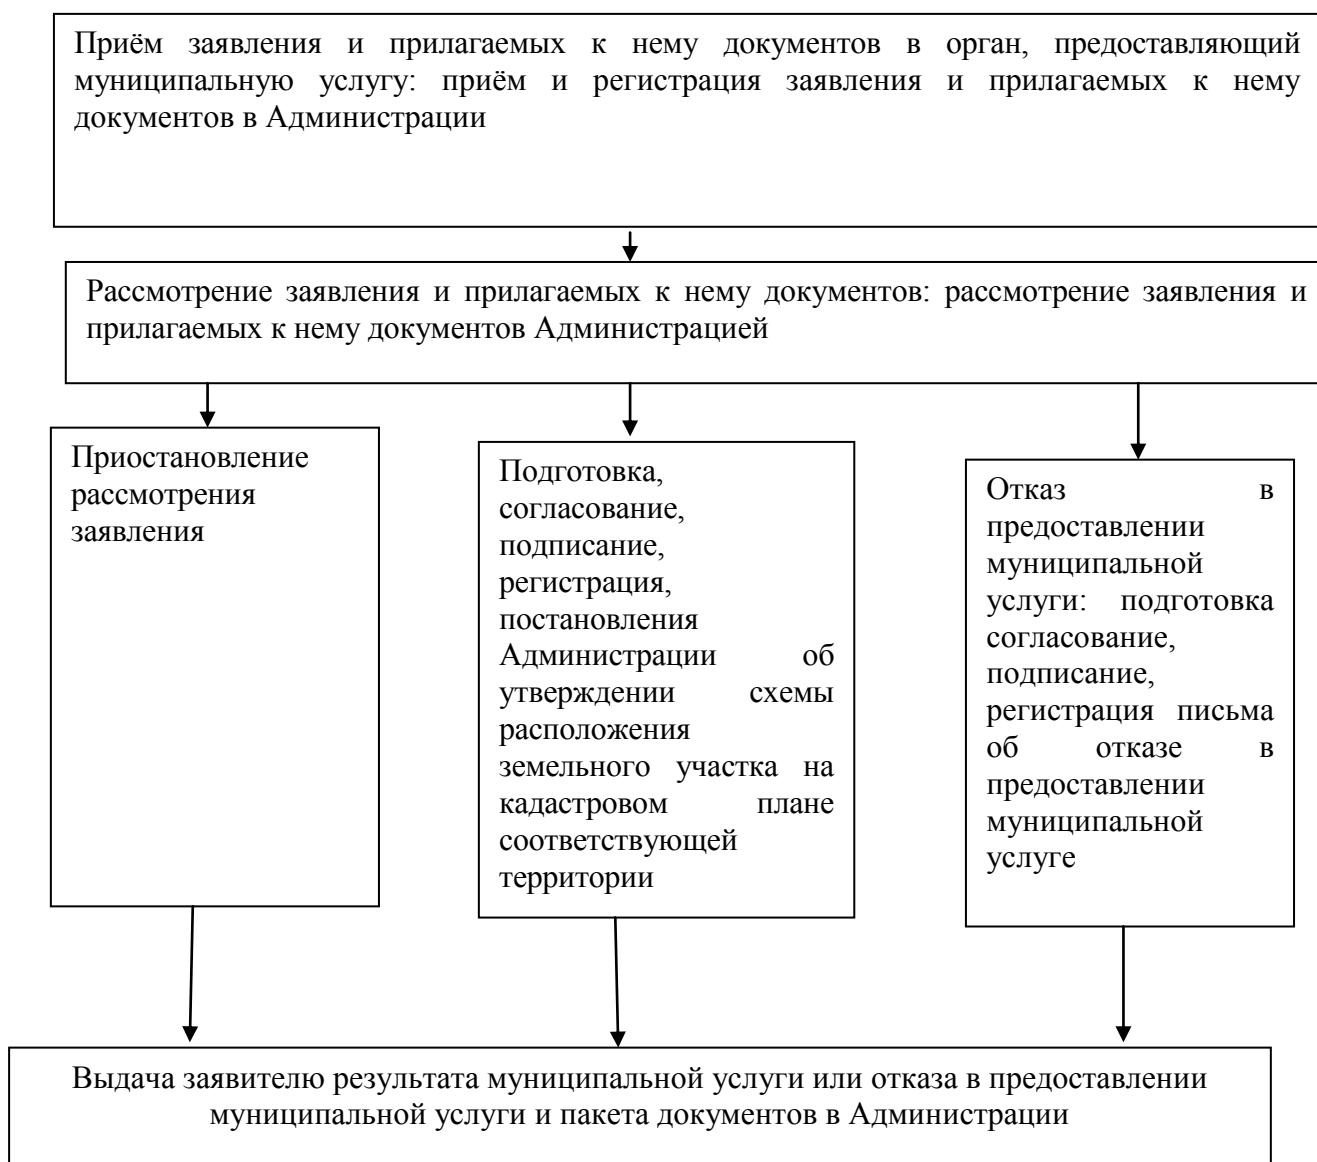 Приём заявления и прилагаемых к нему документов в орган, предоставляющий
муниципальную услугу: приём и регистрация заявления и прилагаемых к нему
документов в Администрации
Рассмотрение заявления и прилагаемых к нему документов: рассмотрение заявления и
прилагаемых к нему документов Администрацией
Приостановление
рассмотрения
заявления
Подготовка,
согласование,
подписание,
регистрация,
постановления
Администрации об
утверждении схемы
расположения
земельного участка на
кадастровом плане
соответствующей
территории
Отказ в
предоставлении
муниципальной
услуги: подготовка
согласование,
подписание,
регистрация письма
об отказе в
предоставлении
муниципальной
услуге
Выдача заявителю результата муниципальной услуги или отказа в предоставлении
муниципальной услуги и пакета документов в Администрации